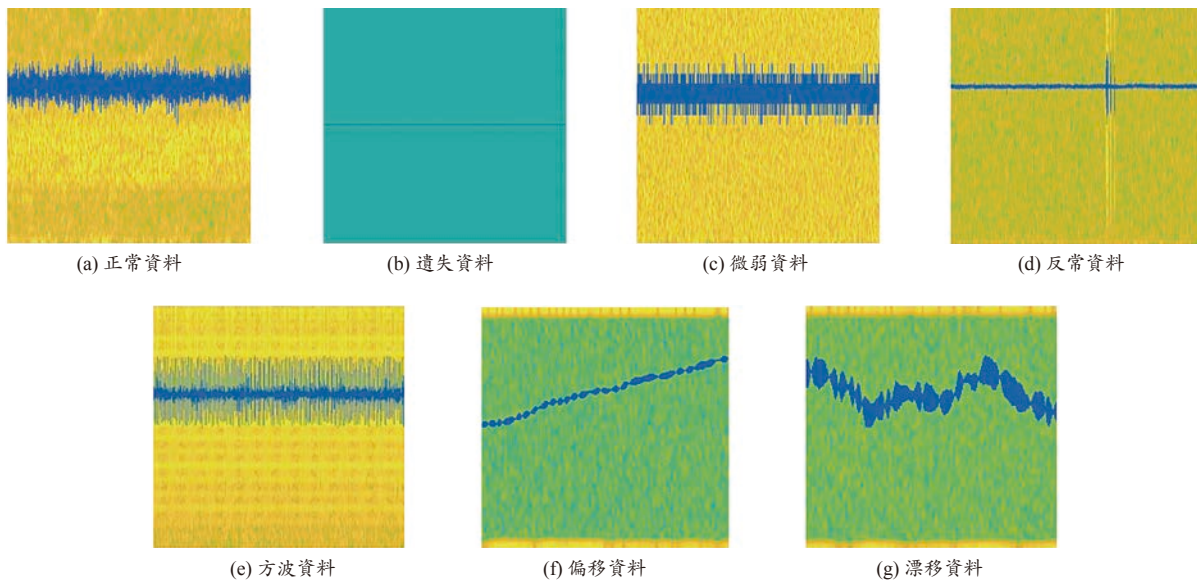 (a) 正常資料
(b) 遺失資料
(c) 微弱資料
(d) 反常資料
(e) 方波資料
(f) 偏移資料
(g) 漂移資料